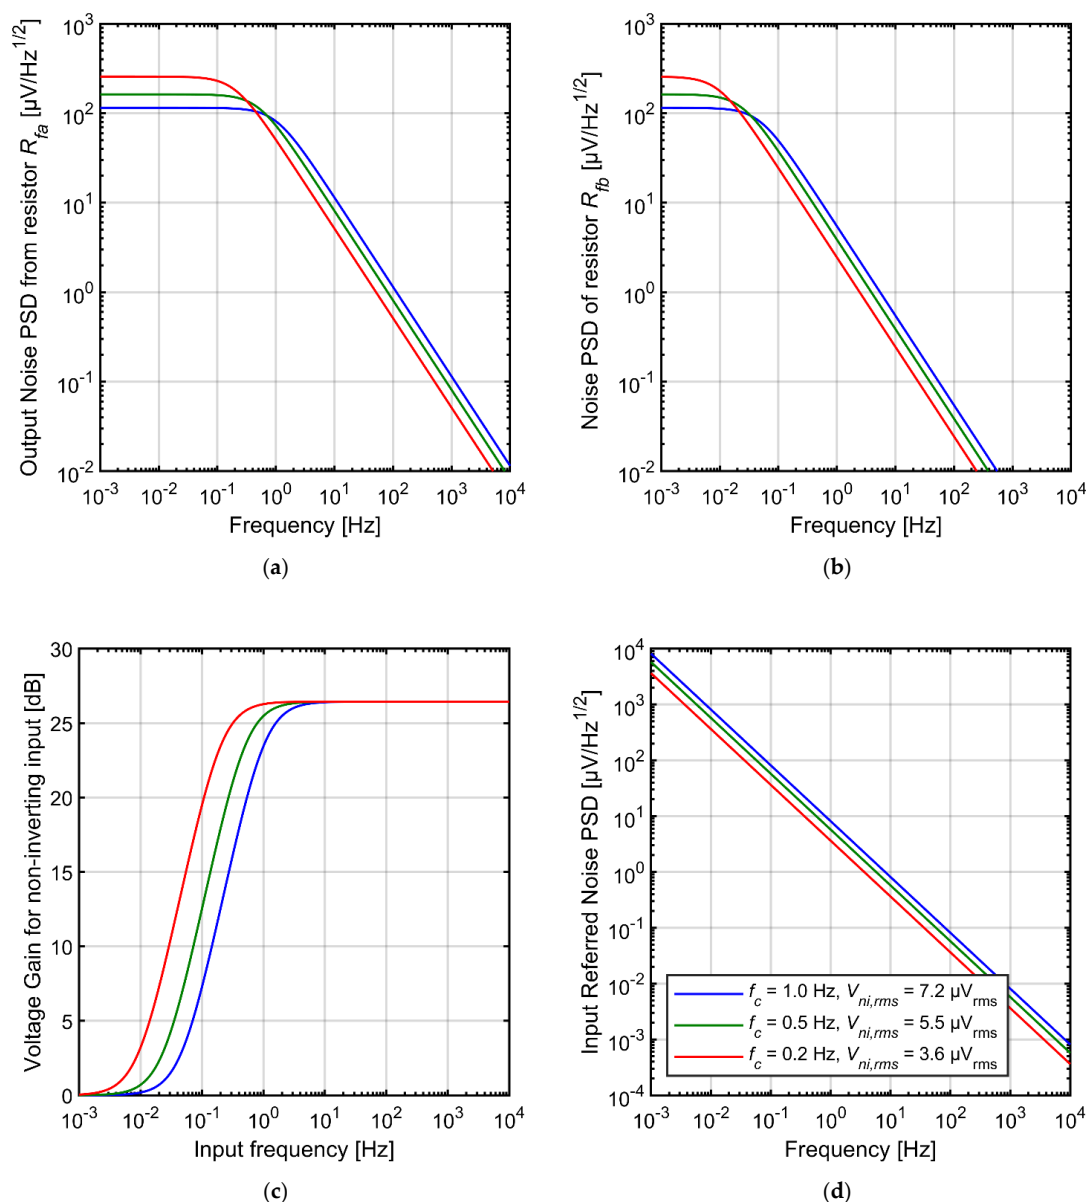 Output Noise PSD from resistor R_fa [µV/Hz^1/2]
10^3
10^2
10^1
10^0
10^-1
10^-2
10^-3 10^-2 10^-1 10^0 10^1 10^2 10^3 10^4
Frequency [Hz]
(a)
Noise PSD of resistor R_fb [µV/Hz^1/2]
10^3
10^2
10^1
10^0
10^-1
10^-2
10^-3 10^-2 10^-1 10^0 10^1 10^2 10^3 10^4
Frequency [Hz]
(b)
Voltage Gain for non-inverting input [dB]
30
25
20
15
10
5
0
10^-3 10^-2 10^-1 10^0 10^1 10^2 10^3 10^4
Input frequency [Hz]
(c)
Input Referred Noise PSD [µV/Hz^1/2]
10^4
10^3
10^2
10^1
10^0
10^-1
10^-2
10^-3
10^-4
f_c = 1.0 Hz, V_ni,rms = 7.2 µV_rms
f_c = 0.5 Hz, V_ni,rms = 5.5 µV_rms
f_c = 0.2 Hz, V_ni,rms = 3.6 µV_rms
10^-3 10^-2 10^-1 10^0 10^1 10^2 10^3 10^4
Frequency [Hz]
(d)